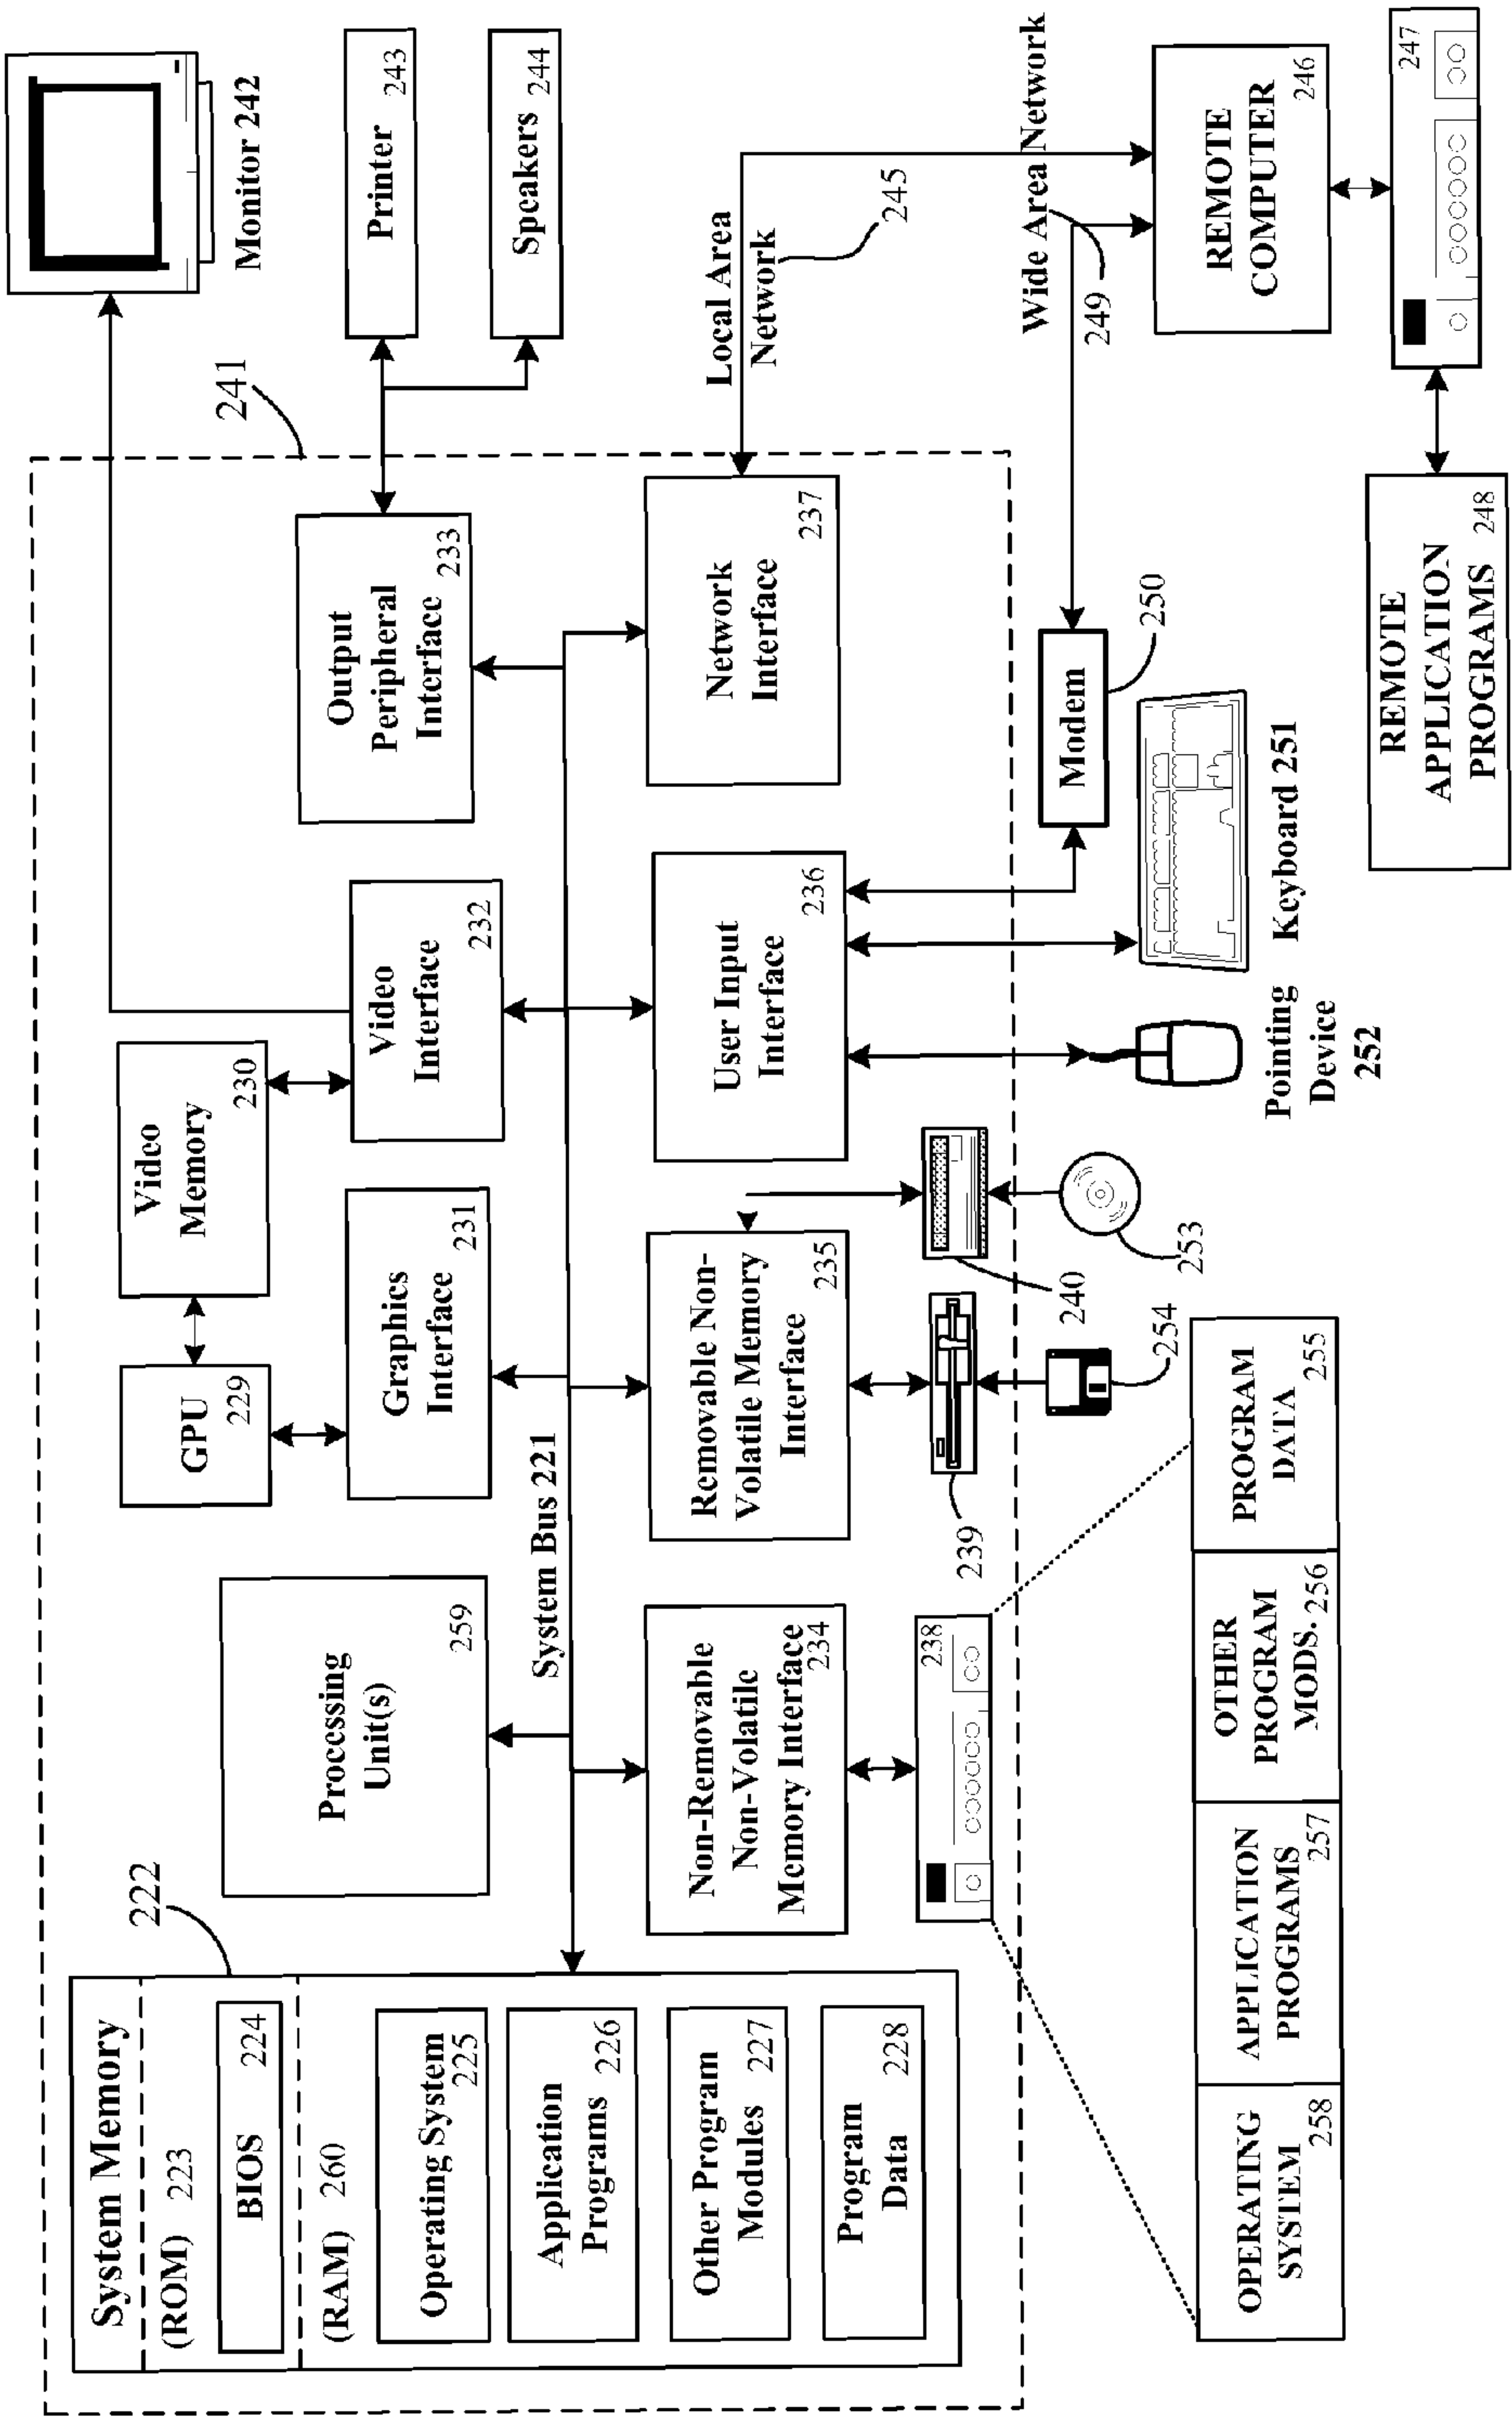 System Memory
(ROM) 223
BIOS 224
(RAM) 260
Operating System
225
Application
Programs 226
Other Program
Modules 227
Program
Data 228
222
Processing
Unit(s)
259
System Bus 221
GPU
229
Video
Memory
230
Graphics
Interface
231
Video
Interface
232
Output
Peripheral
Interface
233
241
Monitor 242
Printer
243
Speakers
244
Non-Removable
Non-Volatile
Memory Interface
234
Removable Non-
Volatile Memory
Interface
235
User Input
Interface
236
Network
Interface
237
Local Area
Network
245
238
239
240
254
253
Pointing
Device
252
Keyboard 251
Modem
250
Wide Area Network
249
REMOTE
COMPUTER
246
247
REMOTE
APPLICATION
PROGRAMS 248
OPERATING
SYSTEM
258
APPLICATION
PROGRAMS
257
OTHER
PROGRAM
MODS. 256
PROGRAM
DATA
255